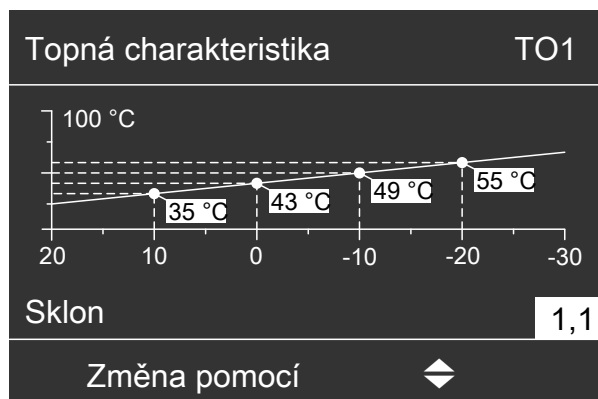 Topná charakteristika TO1
100 °C
35 °C 43 °C 49 °C 55 °C
20 10 0 -10 -20 -30
Sklon 1,1
Změna pomocí